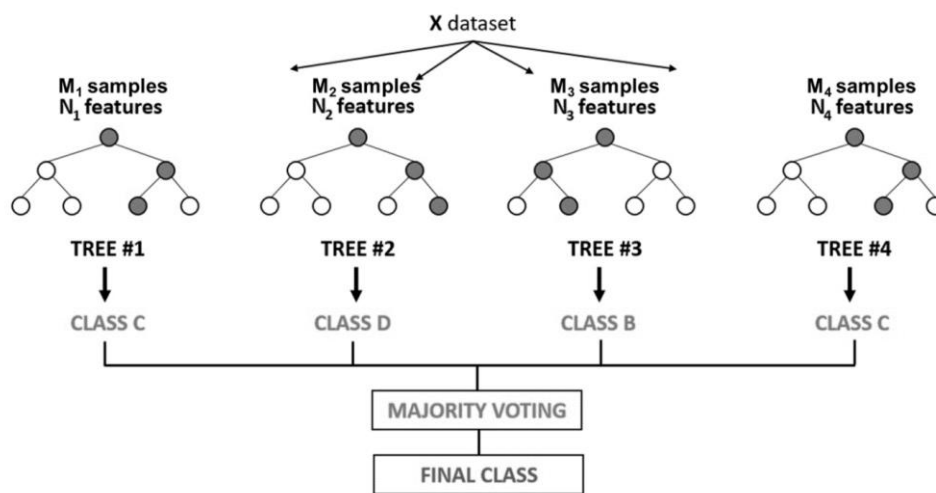 X dataset
M₁ samples
N₁ features
M₂ samples
N₂ features
M₃ samples
N₃ features
M₄ samples
N₄ features
TREE #1
TREE #2
TREE #3
TREE #4
CLASS C
CLASS D
CLASS B
CLASS C
MAJORITY VOTING
FINAL CLASS